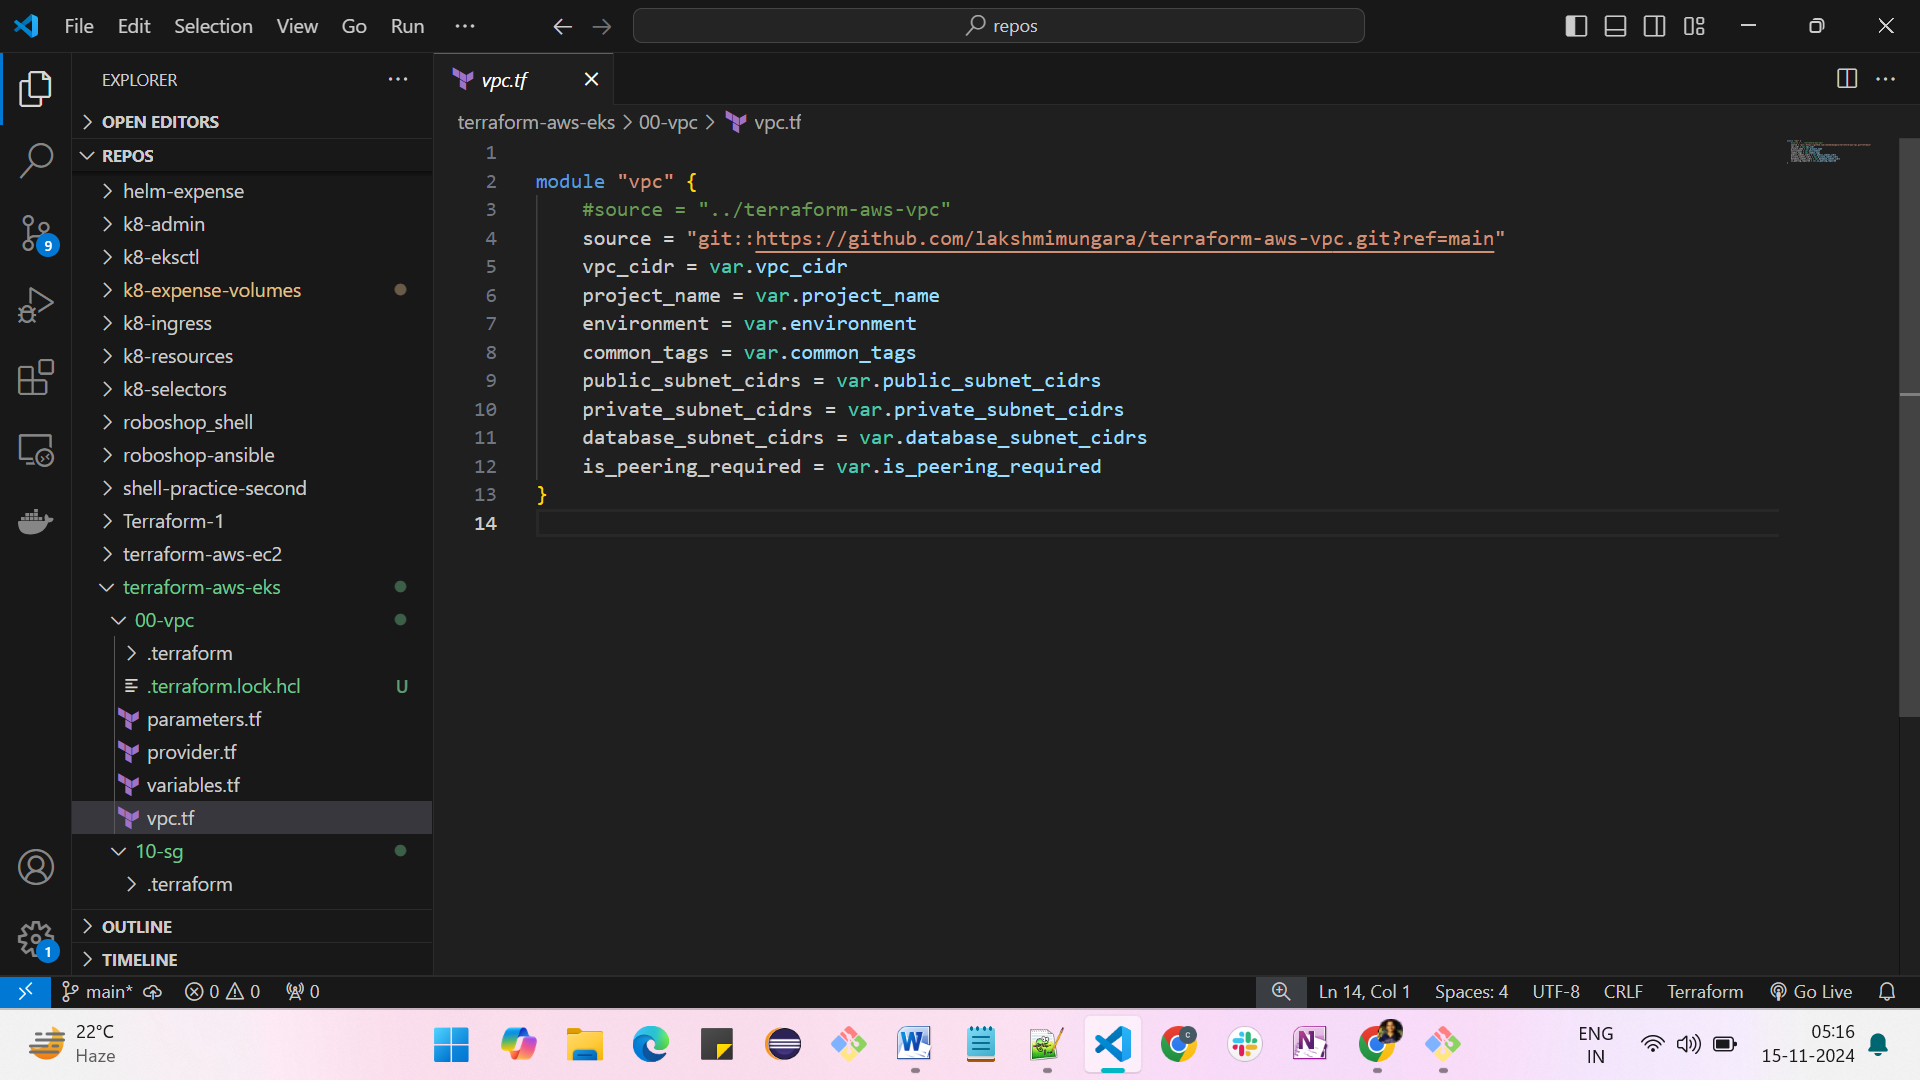 File Edit Selection View Go Run ··· repos
EXPLORER ···
OPEN EDITORS
REPOS
helm-expense
k8-admin
k8-eksctl
k8-expense-volumes
k8-ingress
k8-resources
k8-selectors
roboshop_shell
roboshop-ansible
shell-practice-second
Terraform-1
terraform-aws-ec2
terraform-aws-eks
00-vpc
.terraform
.terraform.lock.hcl U
parameters.tf
provider.tf
variables.tf
vpc.tf
10-sg
.terraform
OUTLINE
TIMELINE
9
1
vpc.tf
terraform-aws-eks > 00-vpc > vpc.tf
1
2 module "vpc" {
3 #source = "../terraform-aws-vpc"
4 source = "git::https://github.com/lakshmimungara/terraform-aws-vpc.git?ref=main"
5 vpc_cidr = var.vpc_cidr
6 project_name = var.project_name
7 environment = var.environment
8 common_tags = var.common_tags
9 public_subnet_cidrs = var.public_subnet_cidrs
10 private_subnet_cidrs = var.private_subnet_cidrs
11 database_subnet_cidrs = var.database_subnet_cidrs
12 is_peering_required = var.is_peering_required
13 }
14
main* 0 0 0 Ln 14, Col 1 Spaces: 4 UTF-8 CRLF Terraform Go Live
22°C
Haze
ENG
IN
05:16
15-11-2024